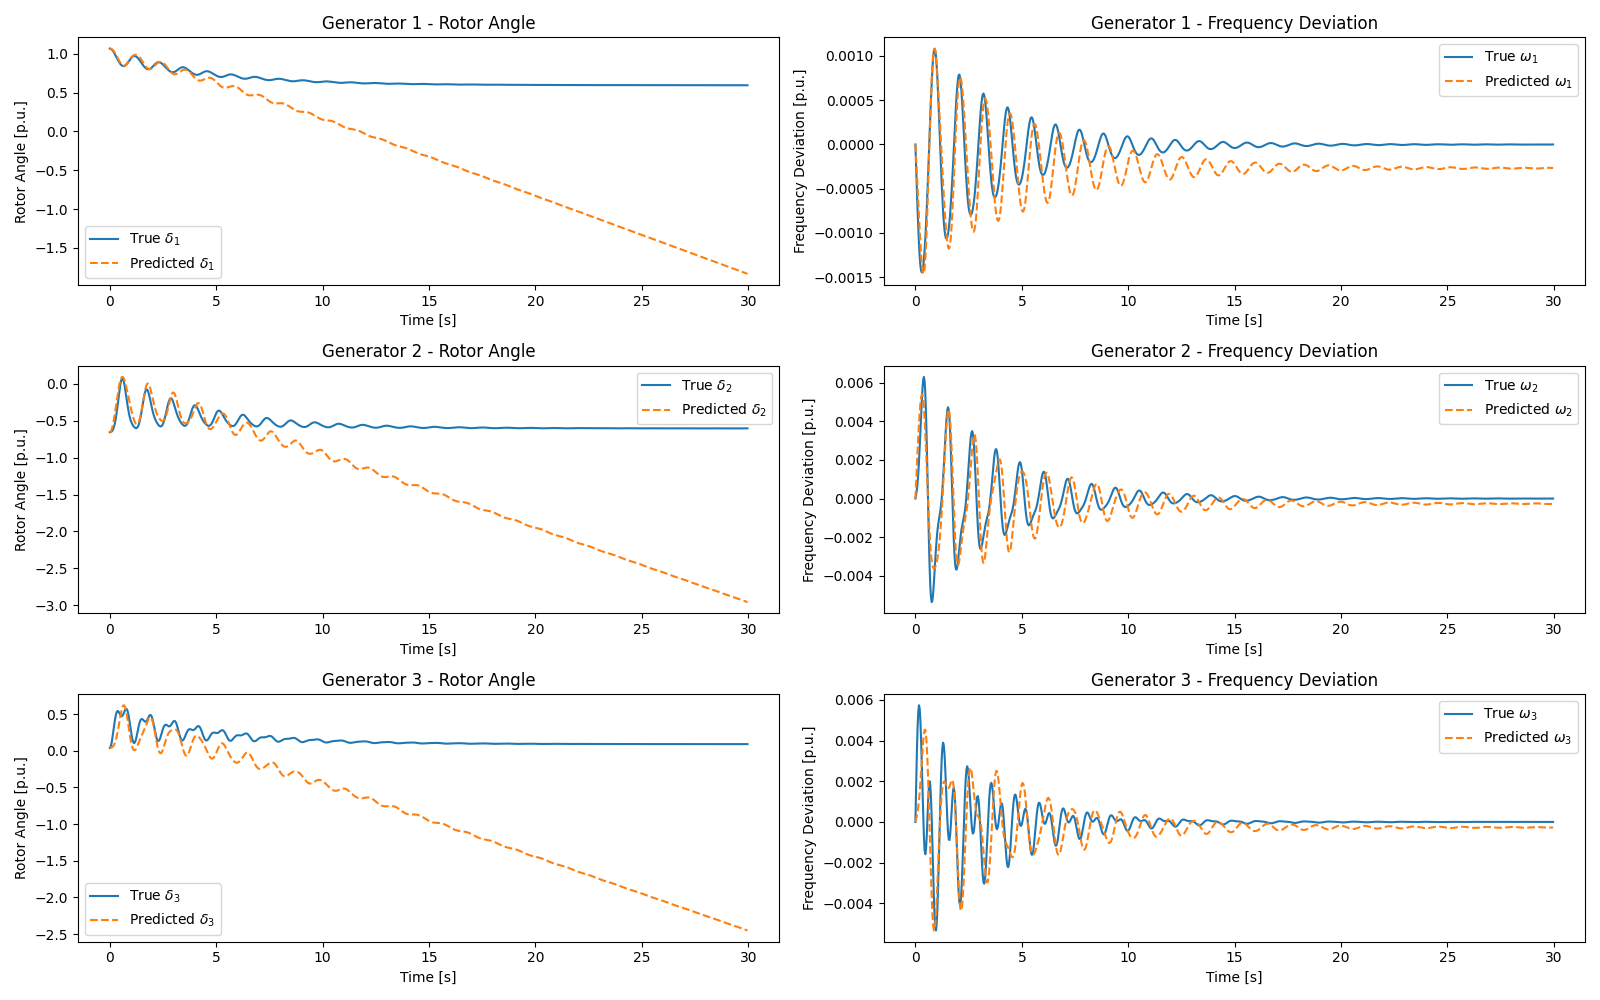 Generator 1 - Rotor Angle
Rotor Angle [p.u.]
1.0
0.5
0.0
−0.5
−1.0
−1.5
True δ1
Predicted δ1
0 5 10 15 20 25 30
Time [s]
Generator 1 - Frequency Deviation
Frequency Deviation [p.u.]
0.0010
0.0005
0.0000
−0.0005
−0.0010
−0.0015
True ω1
Predicted ω1
0 5 10 15 20 25 30
Time [s]
Generator 2 - Rotor Angle
Rotor Angle [p.u.]
0.0
−0.5
−1.0
−1.5
−2.0
−2.5
−3.0
True δ2
Predicted δ2
0 5 10 15 20 25 30
Time [s]
Generator 2 - Frequency Deviation
Frequency Deviation [p.u.]
0.006
0.004
0.002
0.000
−0.002
−0.004
True ω2
Predicted ω2
0 5 10 15 20 25 30
Time [s]
Generator 3 - Rotor Angle
Rotor Angle [p.u.]
0.5
0.0
−0.5
−1.0
−1.5
−2.0
−2.5
True δ3
Predicted δ3
0 5 10 15 20 25 30
Time [s]
Generator 3 - Frequency Deviation
Frequency Deviation [p.u.]
0.006
0.004
0.002
0.000
−0.002
−0.004
True ω3
Predicted ω3
0 5 10 15 20 25 30
Time [s]